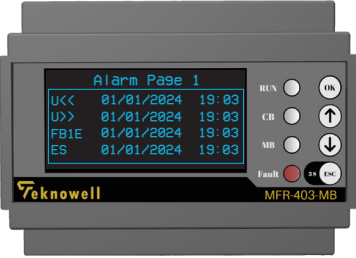 Alarm Page 1
U<< 01/01/2024 19:03
U>> 01/01/2024 19:03
FB1E 01/01/2024 19:03
ES 01/01/2024 19:03
RUN OK
CB
MB
Fault 3S ESC
Teknowell
MFR-403-MB